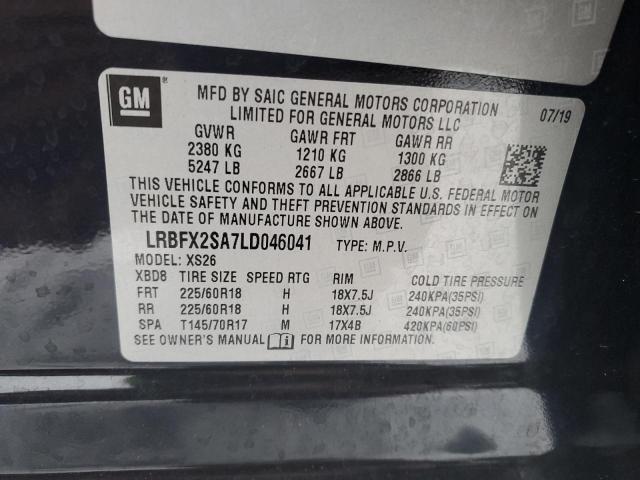 GM
MFD BY SAIC GENERAL MOTORS CORPORATION
LIMITED FOR GENERAL MOTORS LLC
07/19
GVWR GAWR FRT GAWR RR
2380 KG 1210 KG 1300 KG
5247 LB 2667 LB 2866 LB
THIS VEHICLE CONFORMS TO ALL APPLICABLE U.S. FEDERAL MOTOR
VEHICLE SAFETY AND THEFT PREVENTION STANDARDS IN EFFECT ON
THE DATE OF MANUFACTURE SHOWN ABOVE.
LRBFX2SA7LD046041 TYPE: M.P.V.
MODEL: XS26
XBD8 TIRE SIZE SPEED RTG RIM COLD TIRE PRESSURE
FRT 225/60R18 H 18X7.5J 240KPA(35PSI)
RR 225/60R18 H 18X7.5J 240KPA(35PSI)
SPA T145/70R17 M 17X4B 420KPA(60PSI)
SEE OWNER'S MANUAL FOR MORE INFORMATION.